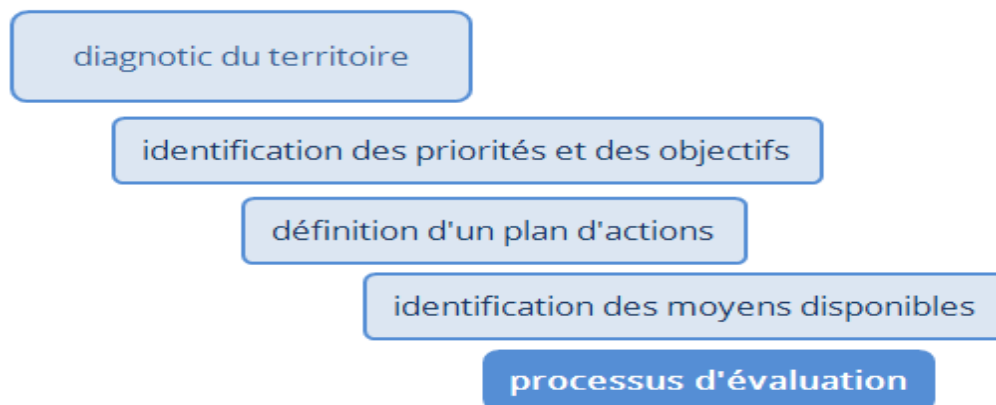 diagnotic du territoire
identification des priorités et des objectifs
définition d'un plan d'actions
identification des moyens disponibles
processus d'évaluation